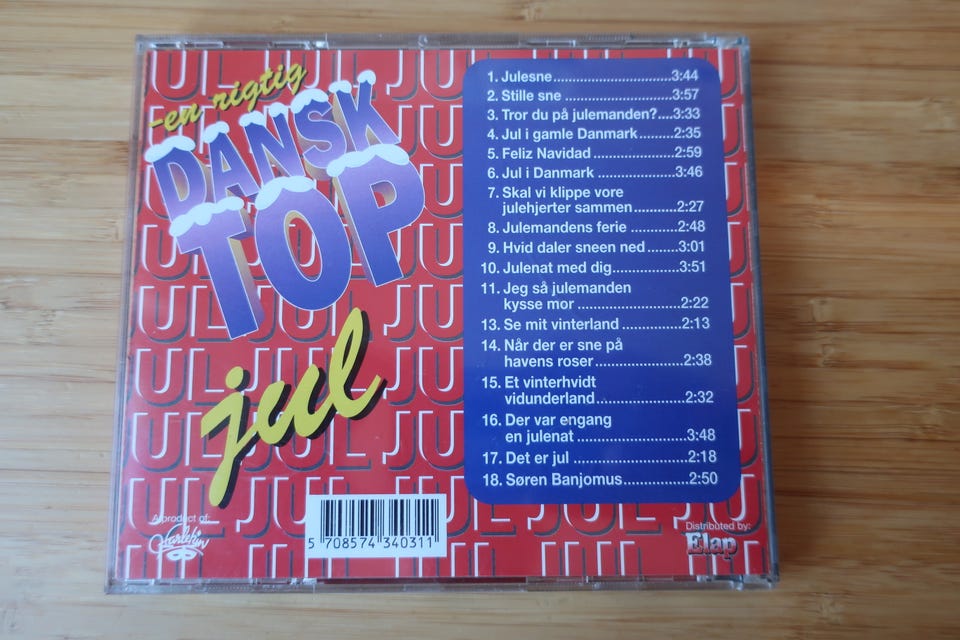 -en rigtig
DANSK
TOP
jul
1. Julesne....................3:44
2. Stille sne ..................3:57
3. Tror du på julemanden?....3:33
4. Jul i gamle Danmark.........2:35
5. Feliz Navidad ................2:59
6. Jul i Danmark ................3:46
7. Skal vi klippe vore
julehjerter sammen...........2:27
8. Julemandens ferie ...........2:48
9. Hvid daler sneen ned ........3:01
10. Julenat med dig..............3:51
11. Jeg så julemanden
kysse mor .....................2:22
13. Se mit vinterland .............2:13
14. Når der er sne på
havens roser..................2:38
15. Et vinterhvidt
vidunderland..................2:32
16. Der var engang
en julenat .....................3:48
17. Det er jul .......................2:18
18. Søren Banjomus...............2:50
A product of:
Harlekin
5 708574 340311
Distributed by:
Elap
JUL JUL JUL JUL